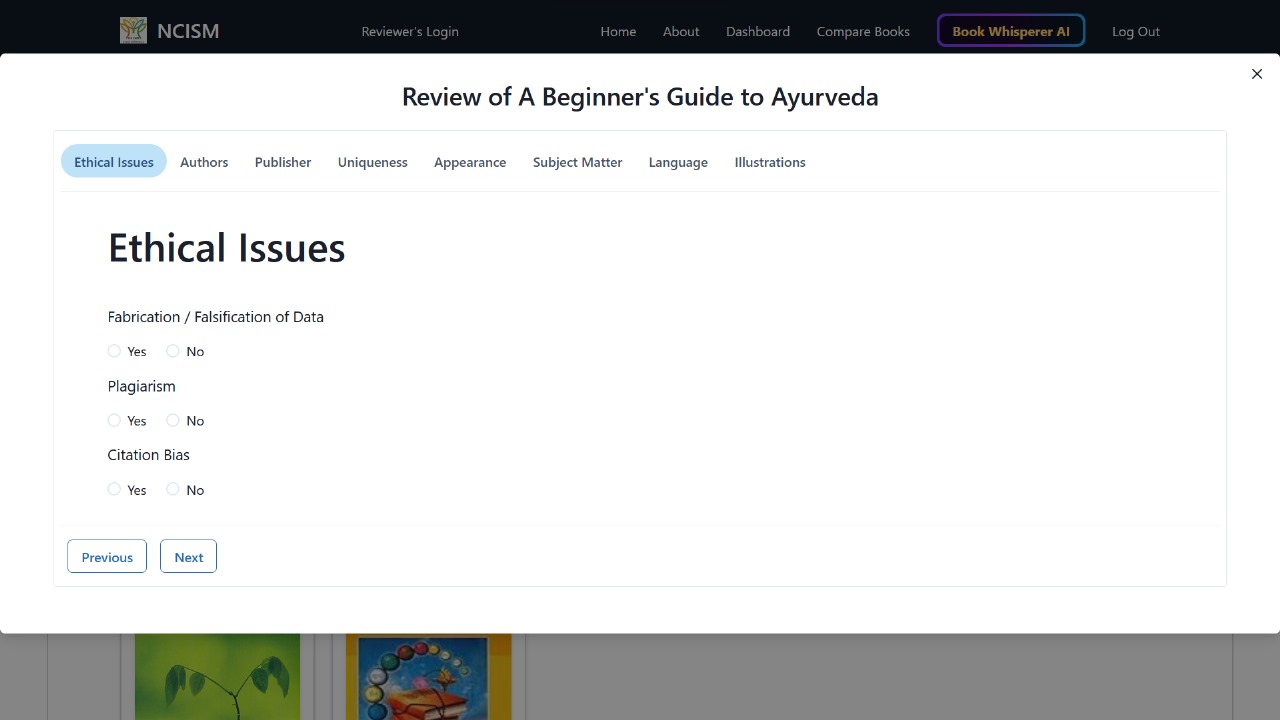 NCISM Reviewer's Login Home About Dashboard Compare Books Book Whisperer AI Log Out
Review of A Beginner's Guide to Ayurveda
Ethical Issues Authors Publisher Uniqueness Appearance Subject Matter Language Illustrations
Ethical Issues
Fabrication / Falsification of Data
Yes No
Plagiarism
Yes No
Citation Bias
Yes No
Previous Next